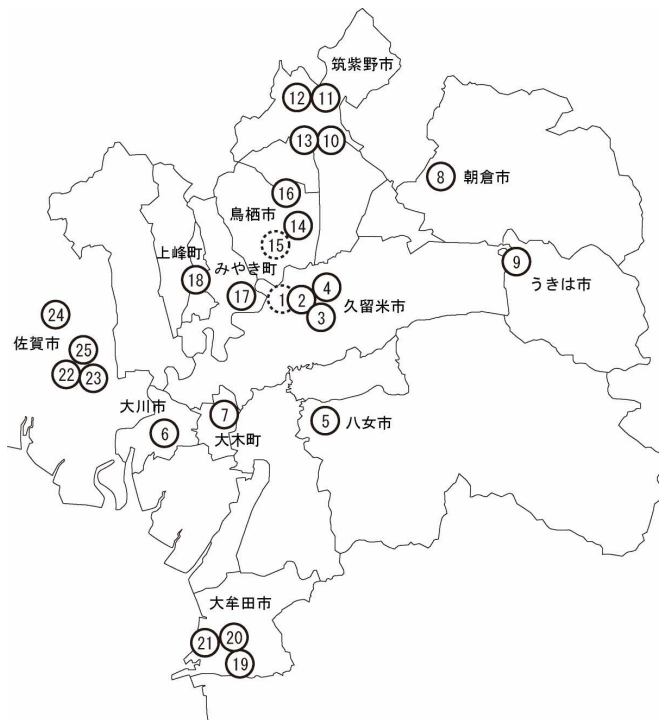 筑紫野市
⑫ ⑪
⑬ ⑩
⑧ 朝倉市
⑯
鳥栖市
⑭
⑮
上峰町
みやき町
⑨
うきは市
⑱
⑰
① ② ④
③
久留米市
㉔
佐賀市
㉕
㉒ ㉓
大川市
⑥
⑦
大木町
⑤ 八女市
大牟田市
㉑ ⑳
⑲